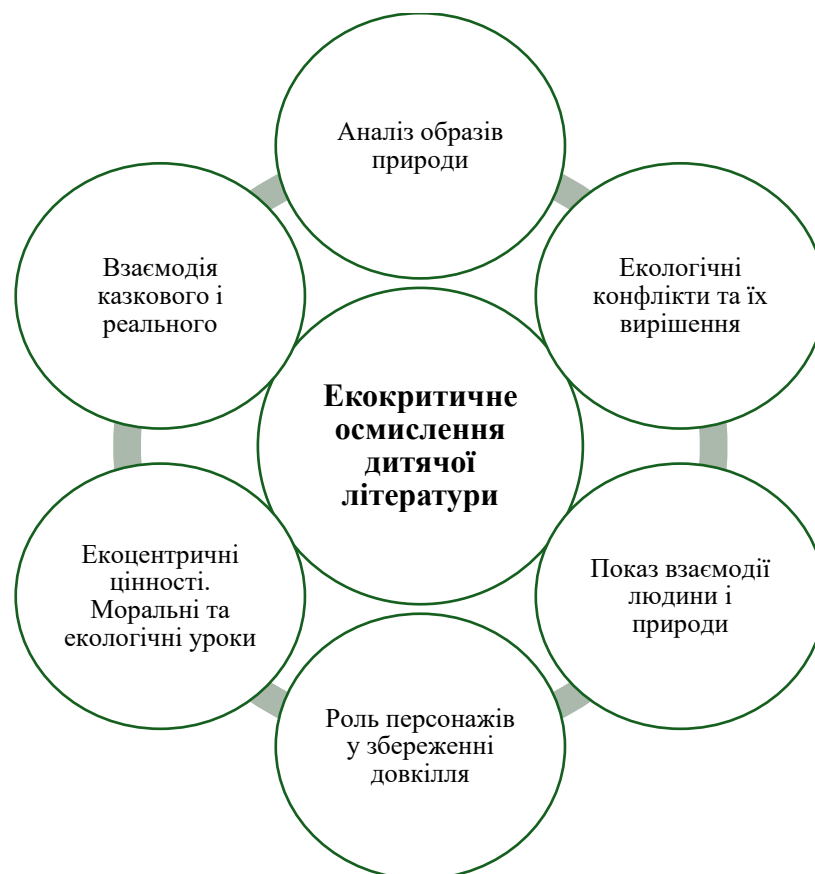 Аналіз образів
природи
Екологічні
конфлікти та їх
вирішення
Показ взаємодії
людини і
природи
Роль персонажів
у збереженні
довкілля
Екоцентричні
цінності.
Моральні та
екологічні уроки
Взаємодія
казкового і
реального
Екокритичне
осмислення
дитячої
літератури